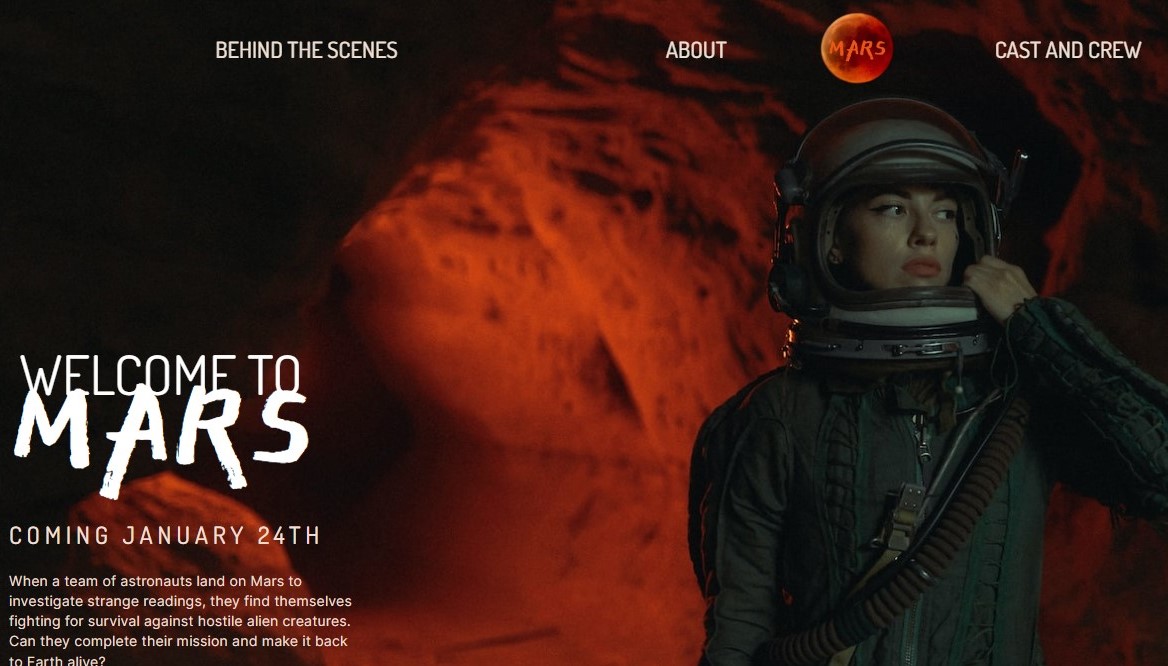 BEHIND THE SCENES
ABOUT
MARS
CAST AND CREW
WELCOME TO
MARS
COMING JANUARY 24TH
When a team of astronauts land on Mars to
investigate strange readings, they find themselves
fighting for survival against hostile alien creatures.
Can they complete their mission and make it back
to Earth alive?